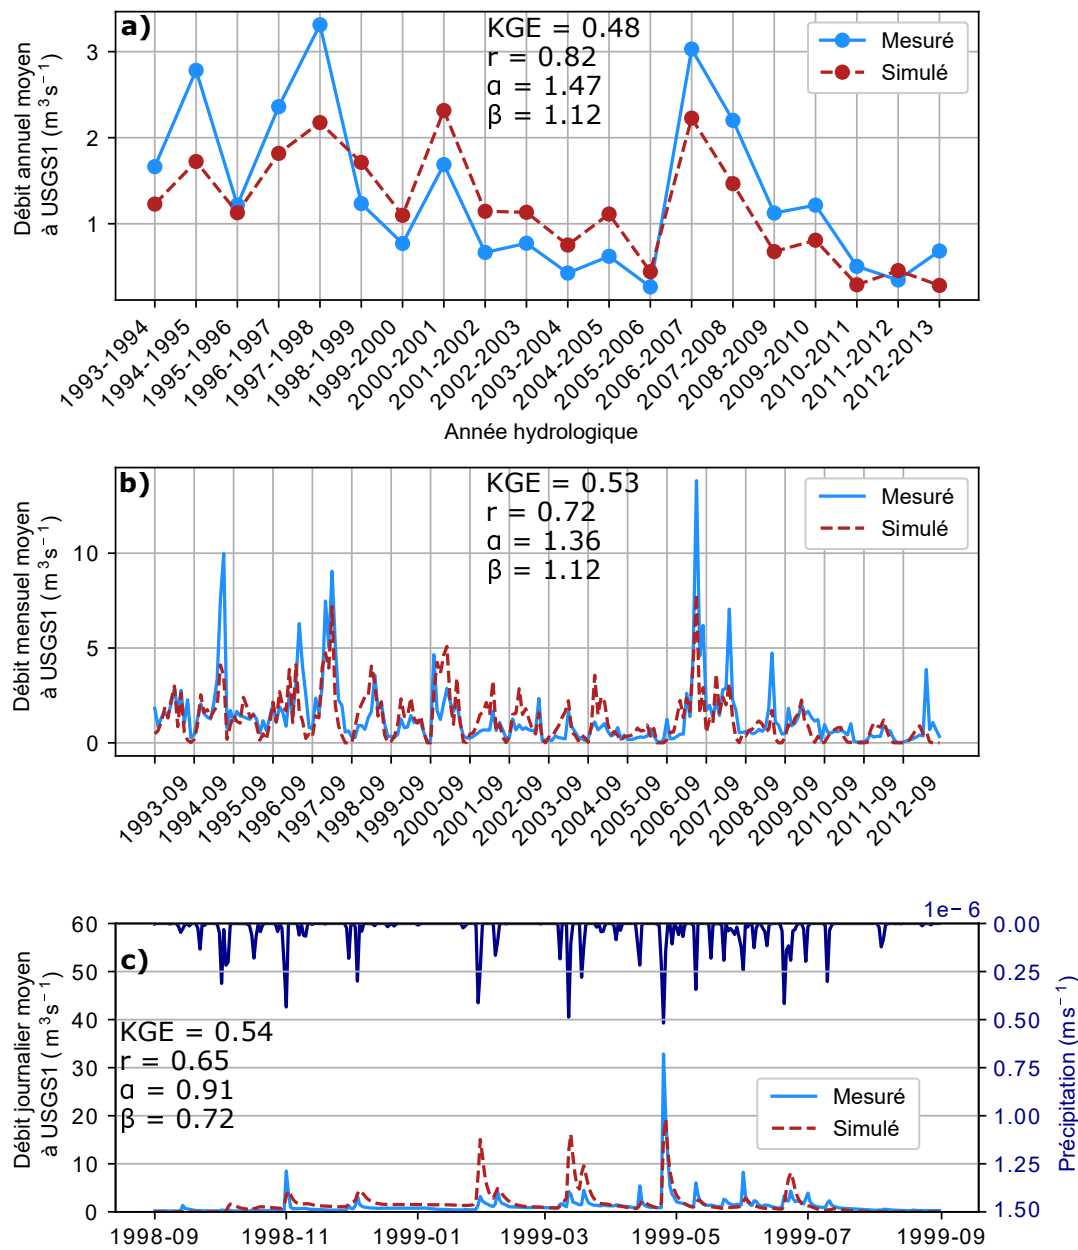 a)
KGE = 0.48
r = 0.82
α = 1.47
β = 1.12
Mesuré
Simulé
Débit annuel moyen
à USGS1 (m³s⁻¹)
3
2
1
1993-1994
1994-1995
1995-1996
1996-1997
1997-1998
1998-1999
1999-2000
2000-2001
2001-2002
2002-2003
2003-2004
2004-2005
2005-2006
2006-2007
2007-2008
2008-2009
2009-2010
2010-2011
2011-2012
2012-2013
Année hydrologique
b)
KGE = 0.53
r = 0.72
α = 1.36
β = 1.12
Mesuré
Simulé
Débit mensuel moyen
à USGS1 (m³s⁻¹)
10
5
0
1993-09
1994-09
1995-09
1996-09
1997-09
1998-09
1999-09
2000-09
2001-09
2002-09
2003-09
2004-09
2005-09
2006-09
2007-09
2008-09
2009-09
2010-09
2011-09
2012-09
1e−6
c)
KGE = 0.54
r = 0.65
α = 0.91
β = 0.72
Mesuré
Simulé
Débit journalier moyen
à USGS1 (m³s⁻¹)
60
50
40
30
20
10
0
0.00
0.25
0.50
0.75
1.00
1.25
1.50
Précipitation (ms⁻¹)
1998-09
1998-11
1999-01
1999-03
1999-05
1999-07
1999-09